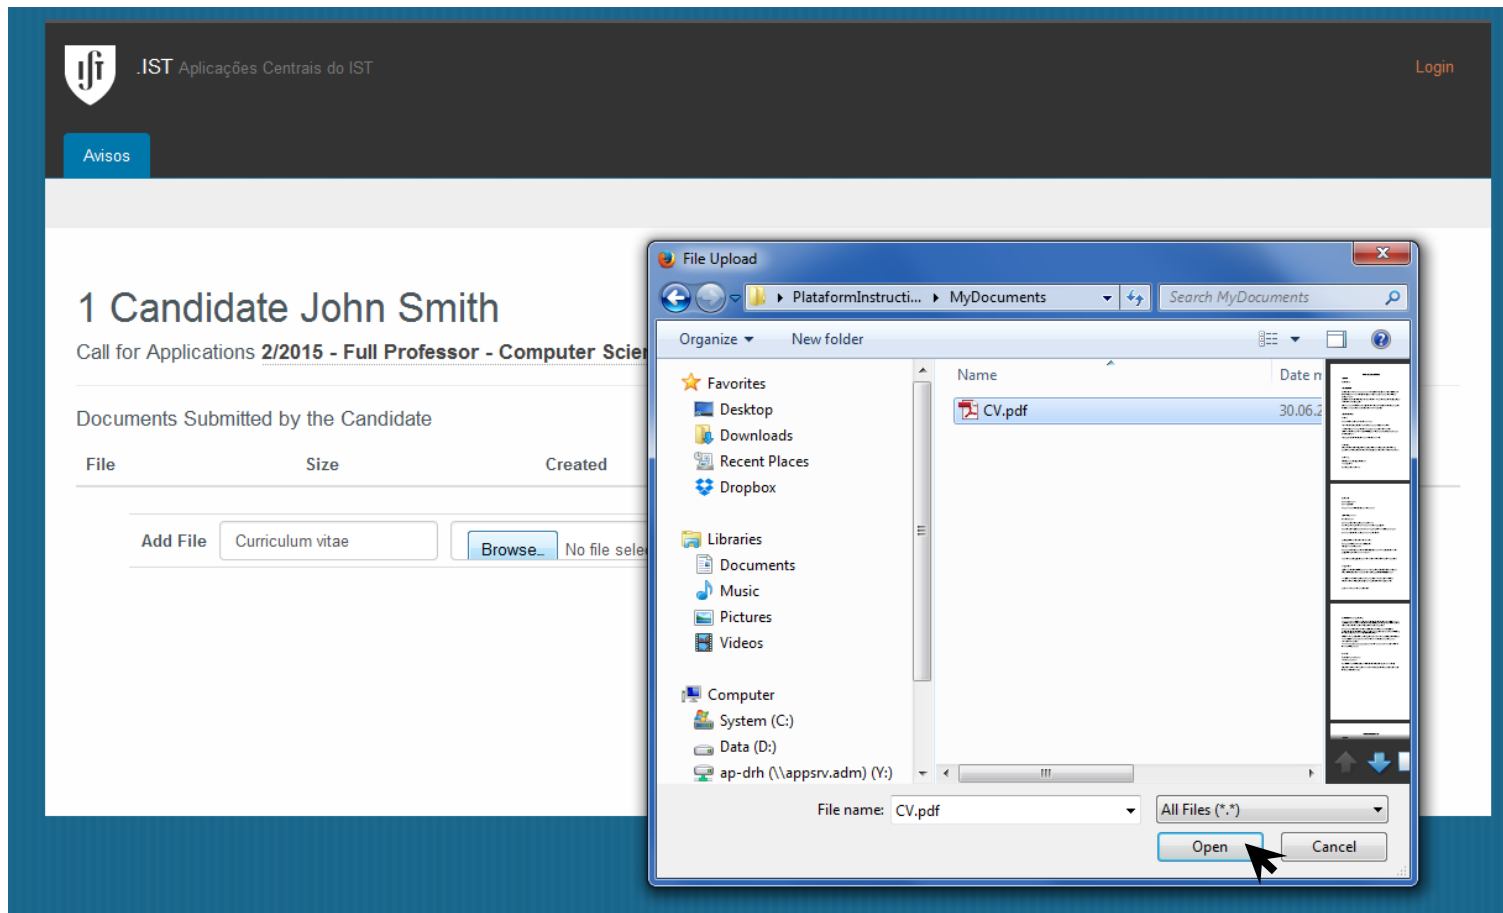 .IST Aplicações Centrais do IST
Login
Avisos
1 Candidate John Smith
Call for Applications 2/2015 - Full Professor - Computer Scie
Documents Submitted by the Candidate
File Size Created
Add File Curriculum vitae Browse... No file sele
File Upload
PlataformInstructi... MyDocuments Search MyDocuments
Organize New folder
Favorites
Desktop
Downloads
Recent Places
Dropbox
Libraries
Documents
Music
Pictures
Videos
Computer
System (C:)
Data (D:)
ap-drh (\\appsrv.adm) (Y:)
Name Date m
CV.pdf 30.06.2
File name: CV.pdf All Files (*.*)
Open Cancel